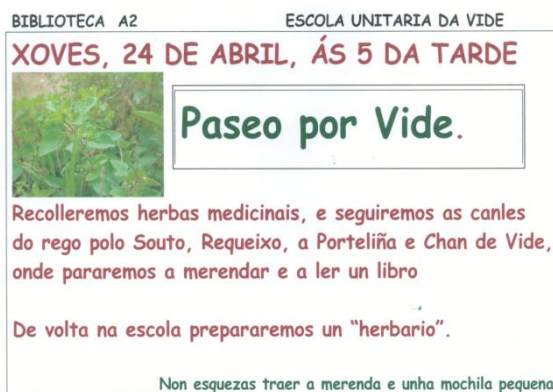 BIBLIOTECA A2 ESCOLA UNITARIA DA VIDE
XOVES, 24 DE ABRIL, ÁS 5 DA TARDE
Paseo por Vide.
Recolleremos herbas medicinais, e seguiremos as canles
do rego polo Souto, Requeixo, a Porteliña e Chan de Vide,
onde pararemos a merendar e a ler un libro
De volta na escola prepararemos un "herbario".
Non esquezas traer a merenda e unha mochila pequena